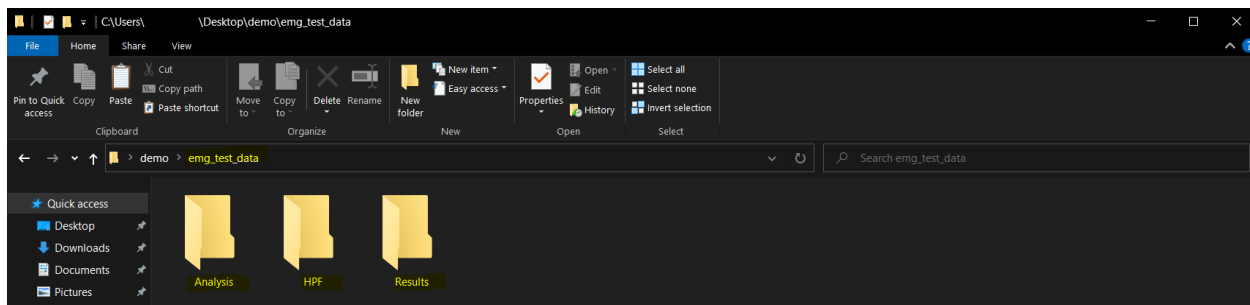 C:\Users\ \Desktop\demo\emg_test_data
File Home Share View
Pin to Quick access
Copy
Paste
Cut
Copy path
Paste shortcut
Clipboard
Move to
Copy to
Delete
Rename
Organize
New folder
New item
Easy access
New
Properties
Open
Edit
History
Open
Select all
Select none
Invert selection
Select
demo > emg_test_data
Search emg_test_data
Quick access
Desktop
Downloads
Documents
Pictures
Analysis
HPF
Results